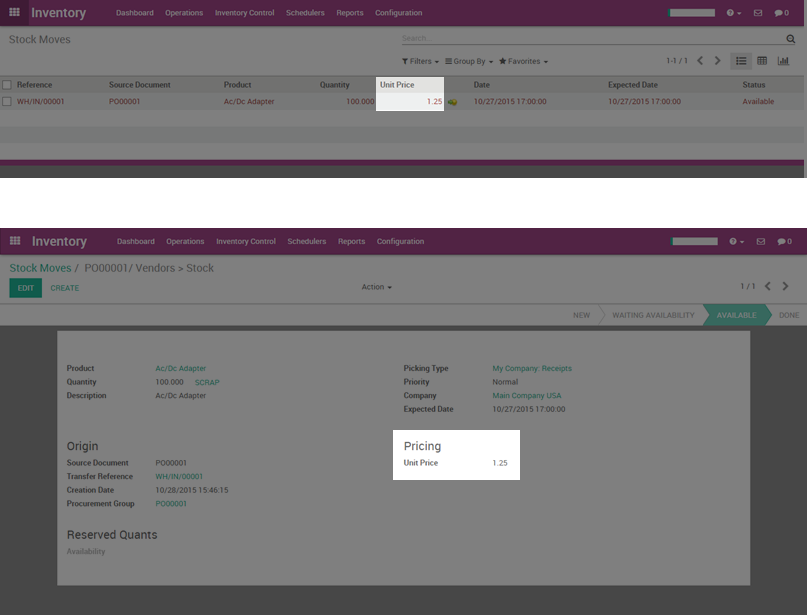 Inventory Dashboard Operations Inventory Control Schedulers Reports Configuration 0
Stock Moves Search...
Filters Group By Favorites 1-1 / 1
Reference Source Document Product Quantity Unit Price Date Expected Date Status
WH/IN/00001 PO00001 Ac/Dc Adapter 100.000 1.25 10/27/2015 17:00:00 10/27/2015 17:00:00 Available
Inventory Dashboard Operations Inventory Control Schedulers Reports Configuration 0
Stock Moves / PO00001/ Vendors > Stock
EDIT CREATE Action 1 / 1
NEW WAITING AVAILABILITY AVAILABLE DONE
Product Ac/Dc Adapter Picking Type My Company: Receipts
Quantity 100.000 SCRAP Priority Normal
Description Ac/Dc Adapter Company Main Company USA
Expected Date 10/27/2015 17:00:00
Origin Pricing
Source Document PO00001 Unit Price 1.25
Transfer Reference WH/IN/00001
Creation Date 10/28/2015 15:46:15
Procurement Group PO00001
Reserved Quants
Availability